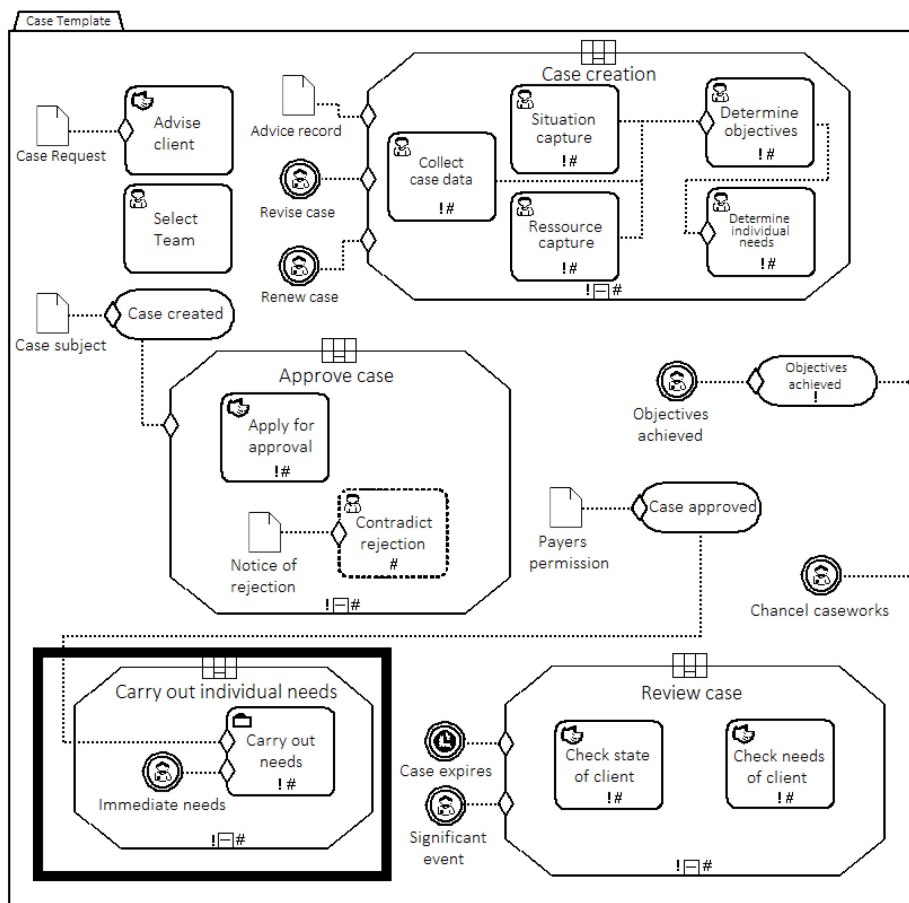 Case Template
Case creation
Case Request
Advise
client
Advice record
Collect
case data
!#
Situation
capture
!#
Determine
objectives
!#
Select
Team
Revise case
Ressource
capture
!#
Determine
individual
needs
!#
Renew case
!#
Case subject
Case created
Approve case
Apply for
approval
!#
Notice of
rejection
Contradict
rejection
#
!#
Objectives
achieved
Objectives
achieved
!
Payers
permission
Case approved
Chancel caseworks
Carry out individual needs
Carry out
needs
!#
Immediate needs
!#
Review case
Case expires
Significant
event
Check state
of client
!#
Check needs
of client
!#
!#